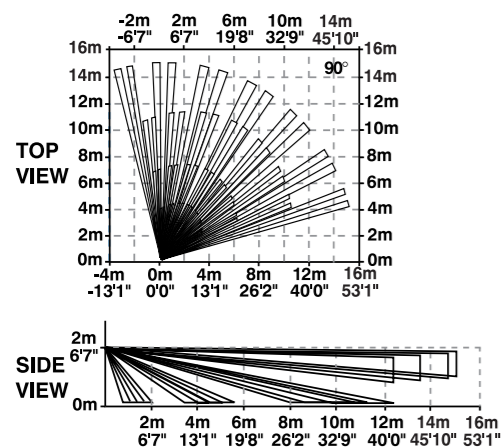 -2m 2m 6m 10m 14m
-6'7" 6'7" 19'8" 32'9" 45'10"
16m 16m
14m 90° 14m
11m 11m
10m 10m
8m 8m
6m 6m
4m 4m
2m 2m
0m 0m
TOP
VIEW
-4m 0m 4m 8m 12m 16m
-13'1" 0'0" 13'1" 26'2" 40'0" 53'1"
2m
6'7"
SIDE
VIEW
0m
2m 4m 6m 8m 10m 12m 14m 16m
6'7" 13'1" 19'8" 26'2" 32'9" 40'0" 45'10" 53'1"